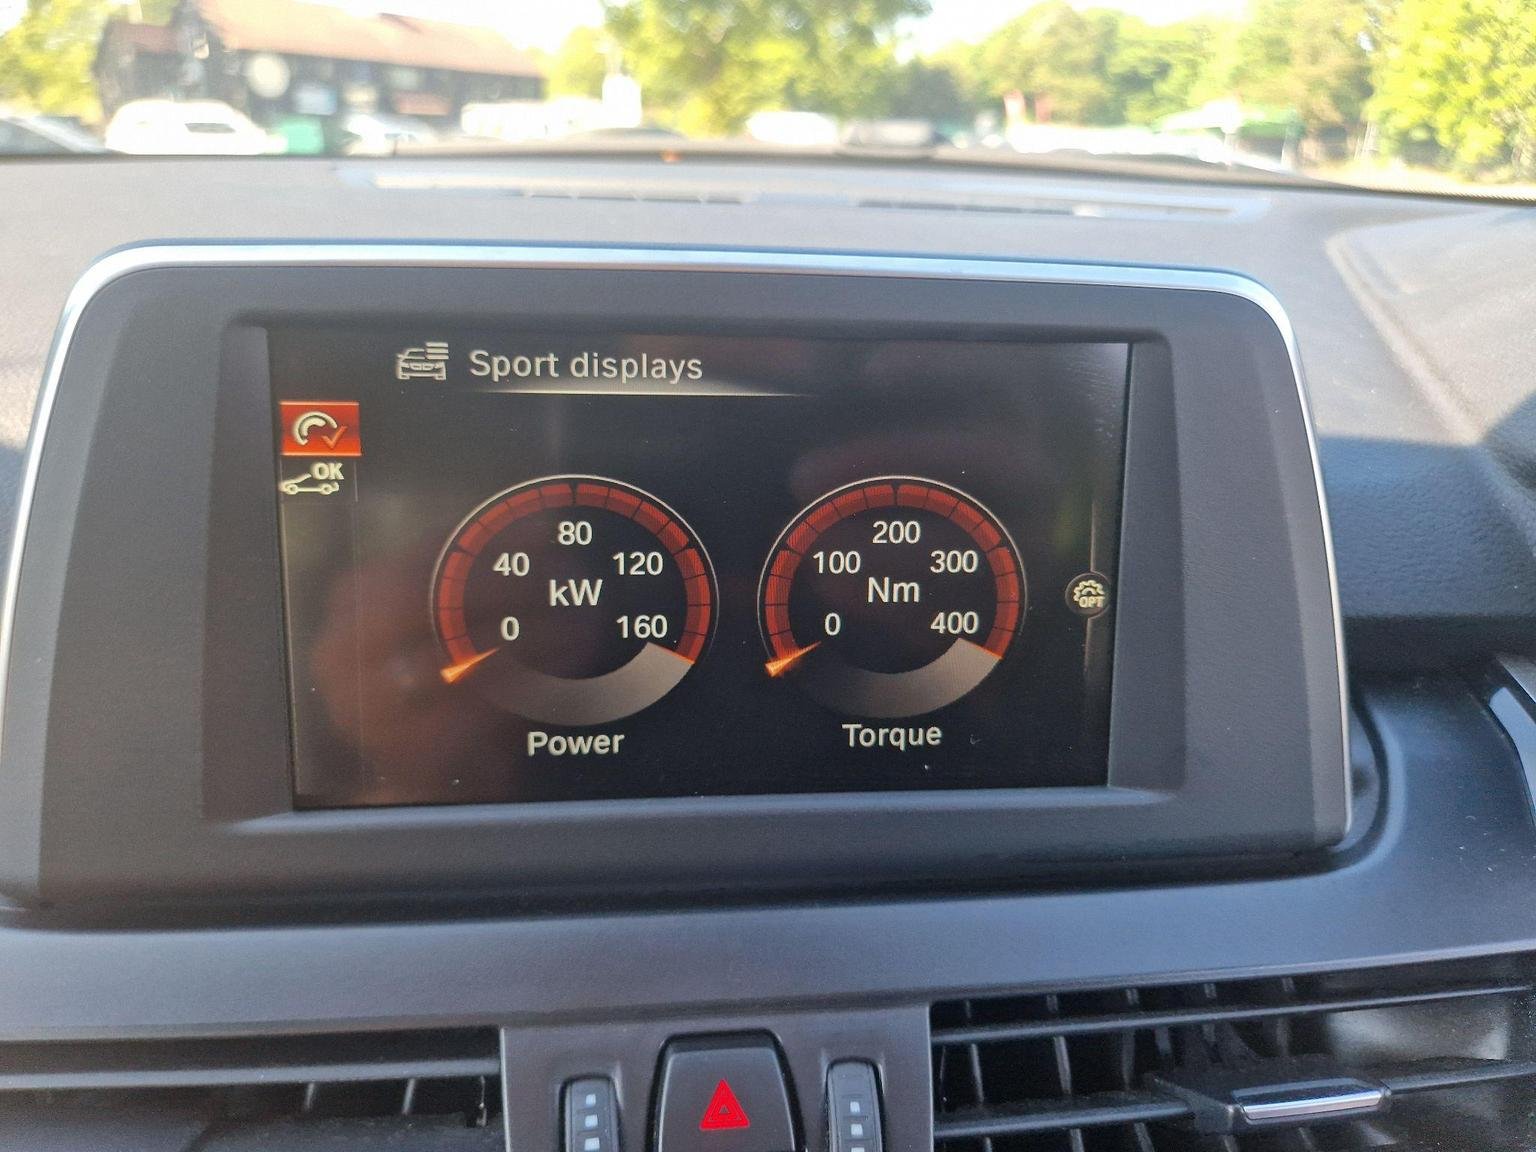 Sport displays
OK
80
40 120
kW
0 160
Power
200
100 300
Nm
0 400
Torque
OPT